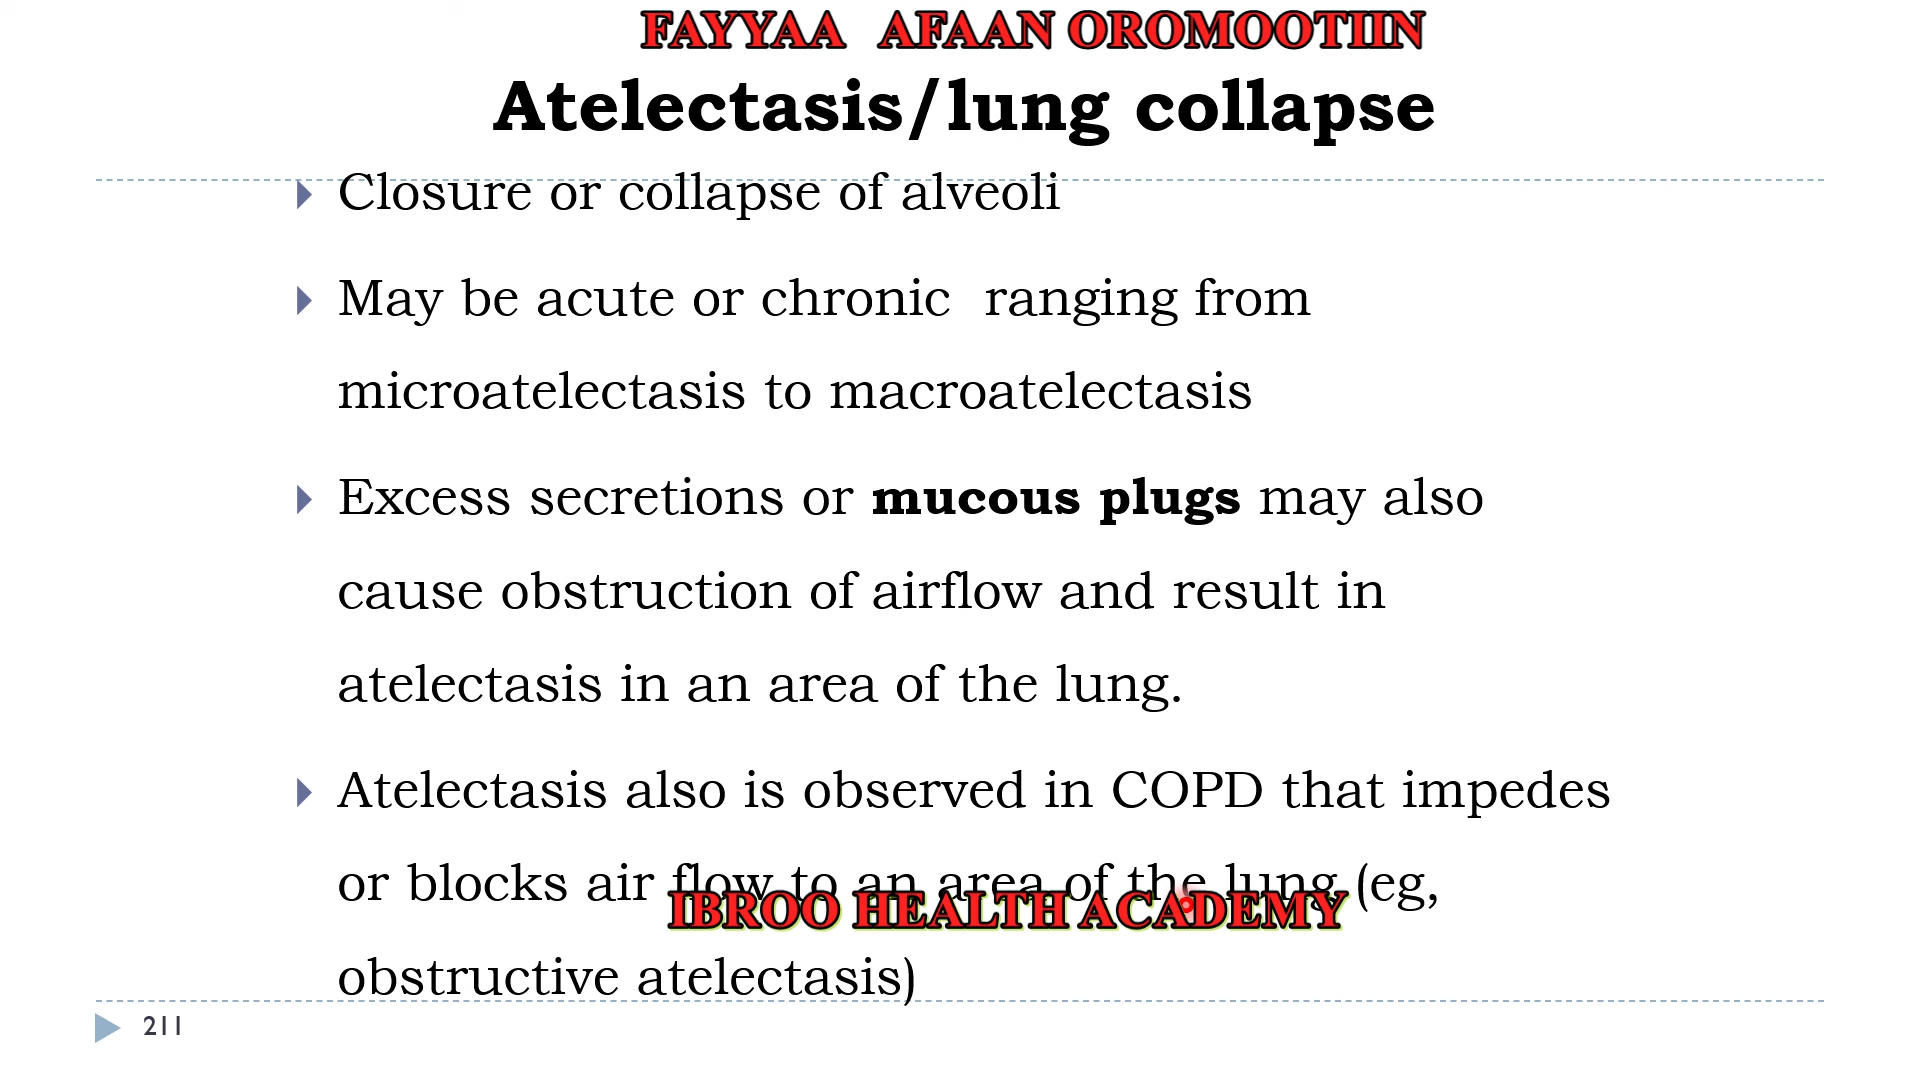 FAYYAA AFAAN OROMOOTIIN
Atelectasis/lung collapse
Closure or collapse of alveoli
May be acute or chronic ranging from
microatelectasis to macroatelectasis
Excess secretions or mucous plugs may also
cause obstruction of airflow and result in
atelectasis in an area of the lung.
Atelectasis also is observed in COPD that impedes
or blocks air flow to an area of the lung (eg,
IBROO HEALTH ACADEMY
obstructive atelectasis)
211